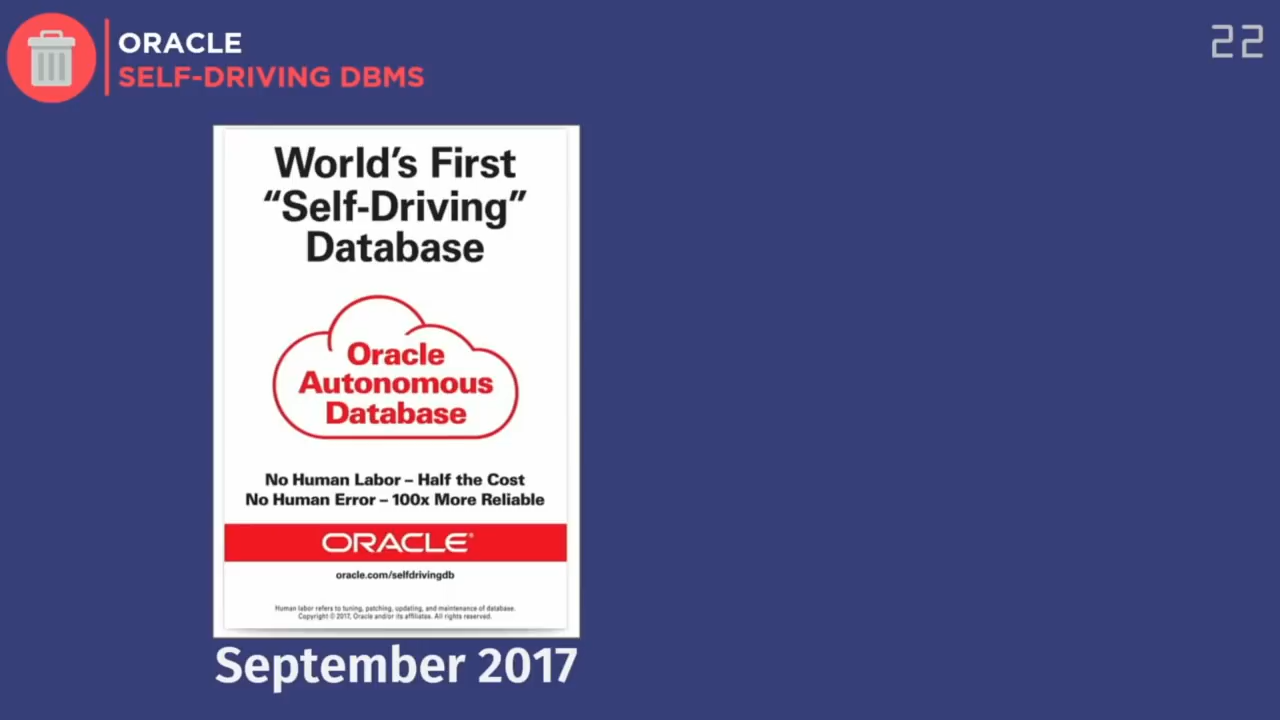 ORACLE
SELF-DRIVING DBMS
22
World's First
“Self-Driving”
Database
Oracle
Autonomous
Database
No Human Labor – Half the Cost
No Human Error – 100x More Reliable
ORACLE®
oracle.com/selfdrivingdb
Human labor refers to tuning, patching, updating, and maintenance of database.
Copyright © 2017, Oracle and/or its affiliates. All rights reserved.
September 2017